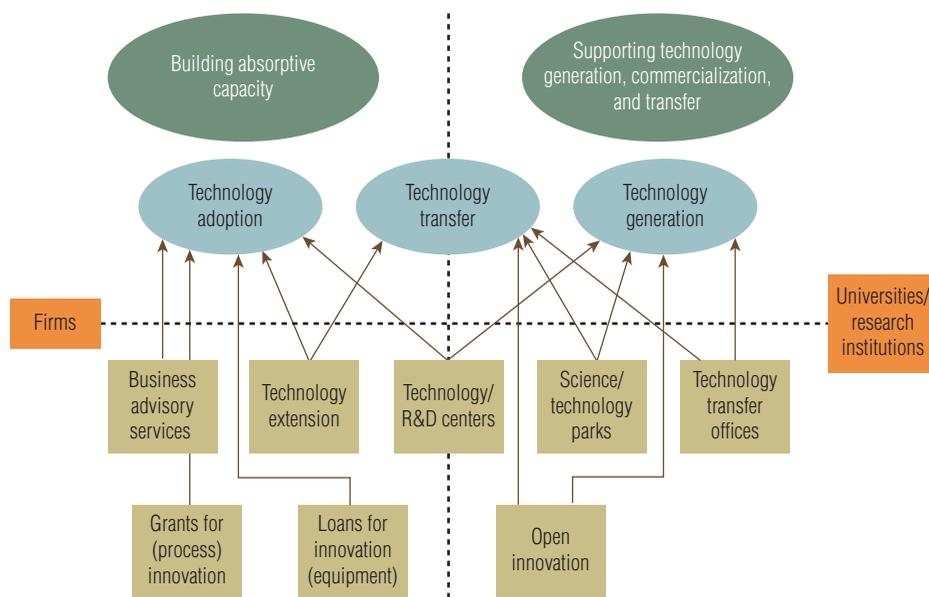 Building absorptive
capacity
Supporting technology
generation, commercialization,
and transfer
Technology
adoption
Technology
transfer
Technology
generation
Firms
Universities/
research
institutions
Business
advisory
services
Technology
extension
Technology/
R&D centers
Science/
technology
parks
Technology
transfer
offices
Grants for
(process)
innovation
Loans for
innovation
(equipment)
Open
innovation